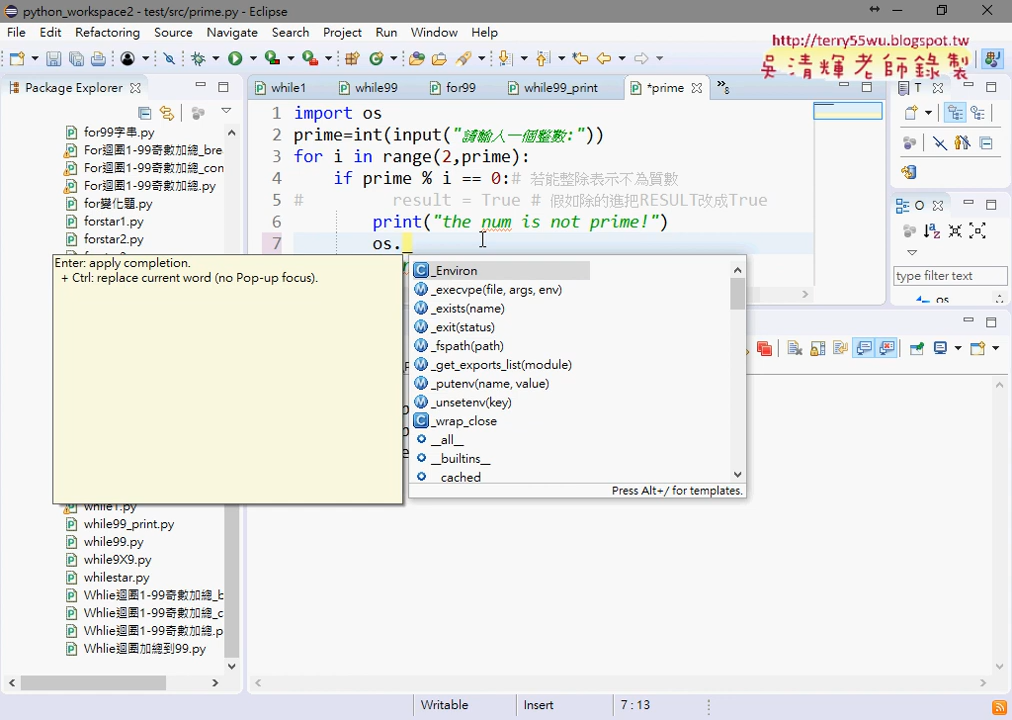 python_workspace2 - test/src/prime.py - Eclipse
File Edit Refactoring Source Navigate Search Project Run Window Help
http://terry55wu.blogspot.tw
吳清輝老師錄製
Package Explorer
while1
while99
for99
while99_print
*prime
»8
T
for99字串.py
For迴圈1-99奇數加總_bre
For迴圈1-99奇數加總_con
For迴圈1-99奇數加總.py
for變化題.py
forstar1.py
forstar2.py
1 import os
2 prime=int(input("請輸入一個整數:"))
3 for i in range(2,prime):
4 if prime % i == 0:# 若能整除表示不為質數
5 # result = True # 假如除的進把RESULT改成True
6 print("the num is not prime!")
7 os._
O
type filter text
os
Enter: apply completion.
+ Ctrl: replace current word (no Pop-up focus).
_Environ
_execvpe(file, args, env)
_exists(name)
_exit(status)
_fspath(path)
_get_exports_list(module)
_putenv(name, value)
_unsetenv(key)
_wrap_close
__all__
__builtins__
__cached
Press Alt+/ for templates.
while1.py
while99_print.py
while99.py
while9X9.py
whilestar.py
Whlie迴圈1-99奇數加總_b
Whlie迴圈1-99奇數加總_c
Whlie迴圈1-99奇數加總.p
Whlie迴圈加總到99.py
Writable
Insert
7 : 13